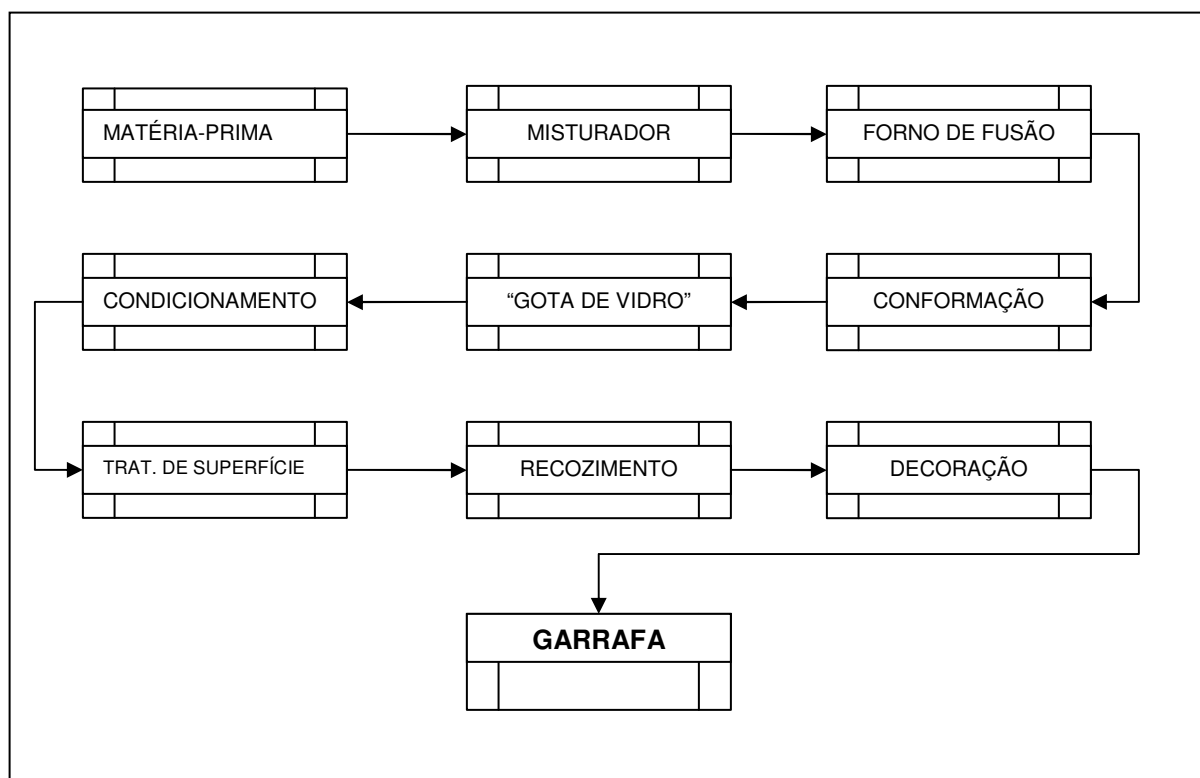 MATÉRIA-PRIMA
MISTURADOR
FORNO DE FUSÃO
CONDICIONAMENTO
“GOTA DE VIDRO”
CONFORMAÇÃO
TRAT. DE SUPERFÍCIE
RECOZIMENTO
DECORAÇÃO
GARRAFA